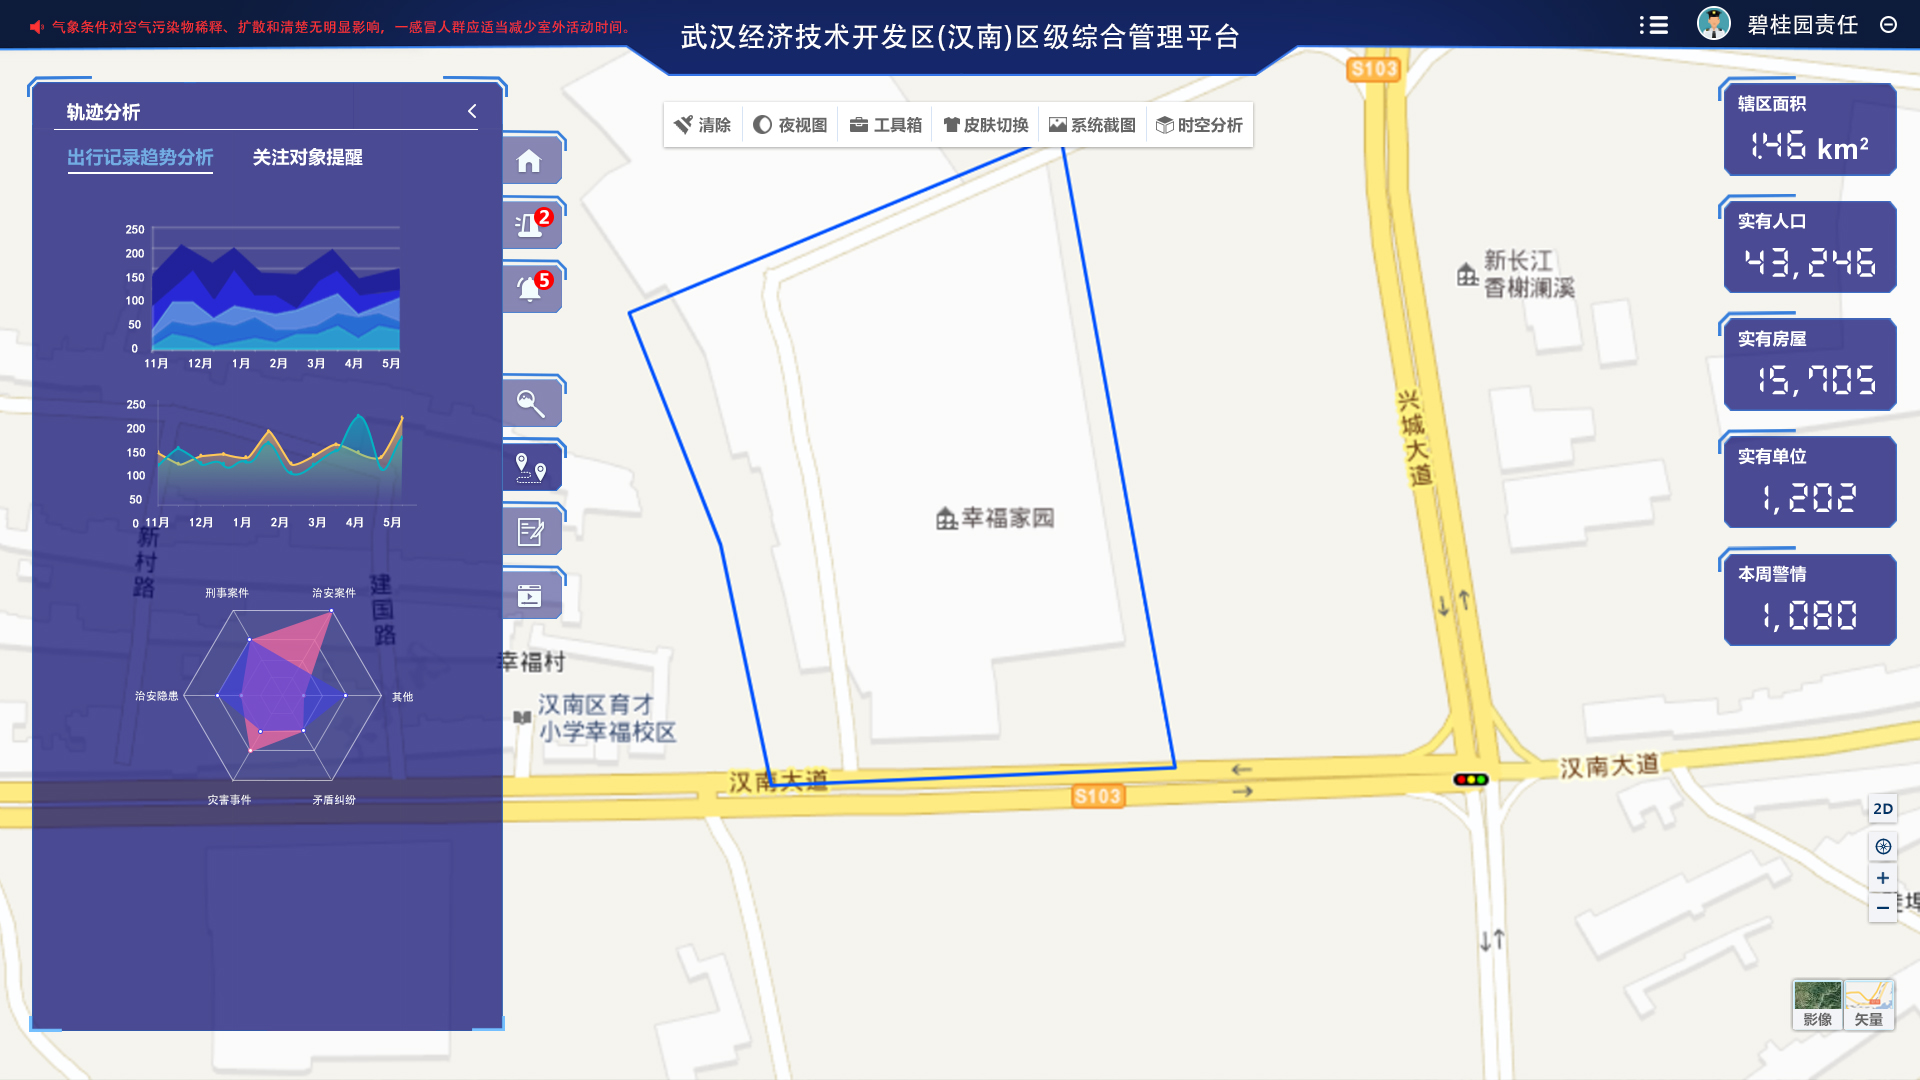 气象条件对空气污染物稀释、扩散和清楚无明显影响，一感冒人群应适当减少室外活动时间。
武汉经济技术开发区(汉南)区级综合管理平台
碧桂园责任
轨迹分析
出行记录趋势分析
关注对象提醒
250
200
150
100
50
0
11月 12月 1月 2月 3月 4月 5月
250
200
150
100
50
0
11月 12月 1月 2月 3月 4月 5月
刑事案件
治安案件
治安隐患
其他
灾害事件
矛盾纠纷
2
5
清除
夜视图
工具箱
皮肤切换
系统截图
时空分析
S103
新长江
香榭澜溪
兴城大道
幸福家园
新村路
建国路
幸福村
汉南区育才
小学幸福校区
汉南大道
S103
汉南大道
辖区面积
1.46 km²
实有人口
43,246
实有房屋
15,705
实有单位
1,202
本周警情
1,080
2D
+
−
埠
影像
矢量